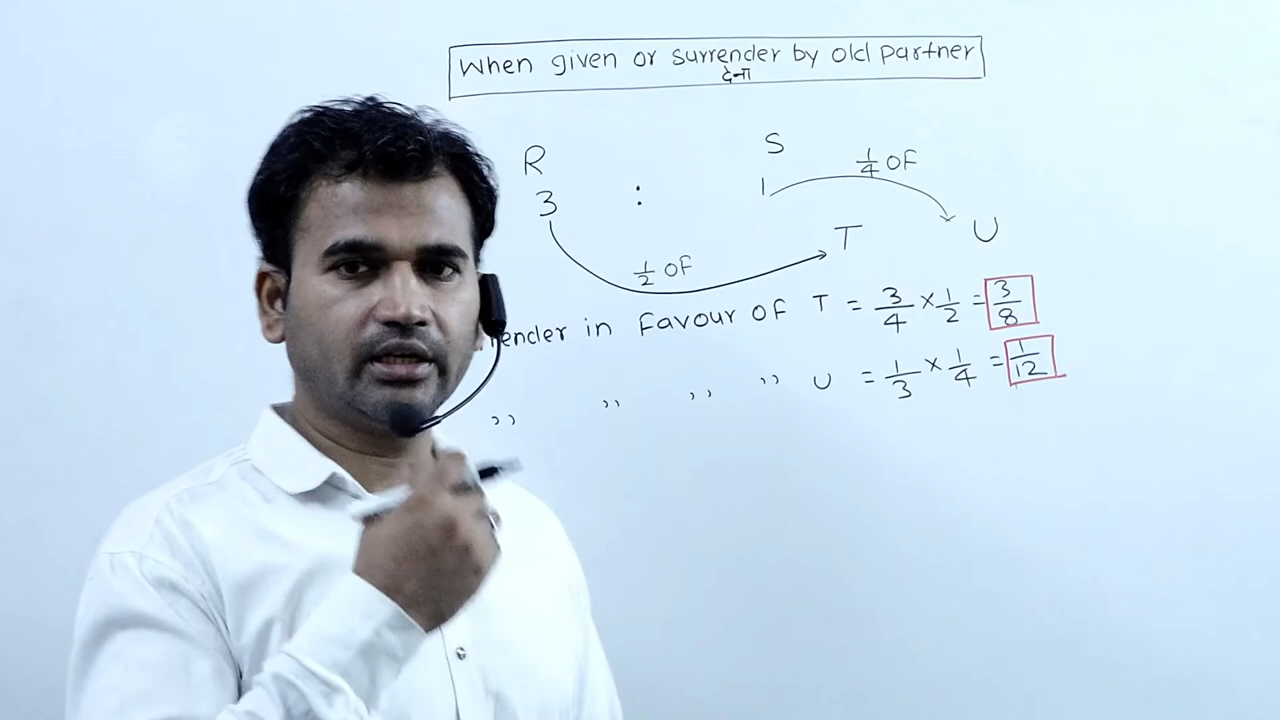 When given or surrender by old partner
देना
R S
3 : 1 1/4 OF
T U
1/2 OF
render in Favour of T = 3/4 × 1/2 = 3/8
,, ,, ,, ,, U = 1/3 × 1/4 = 1/12